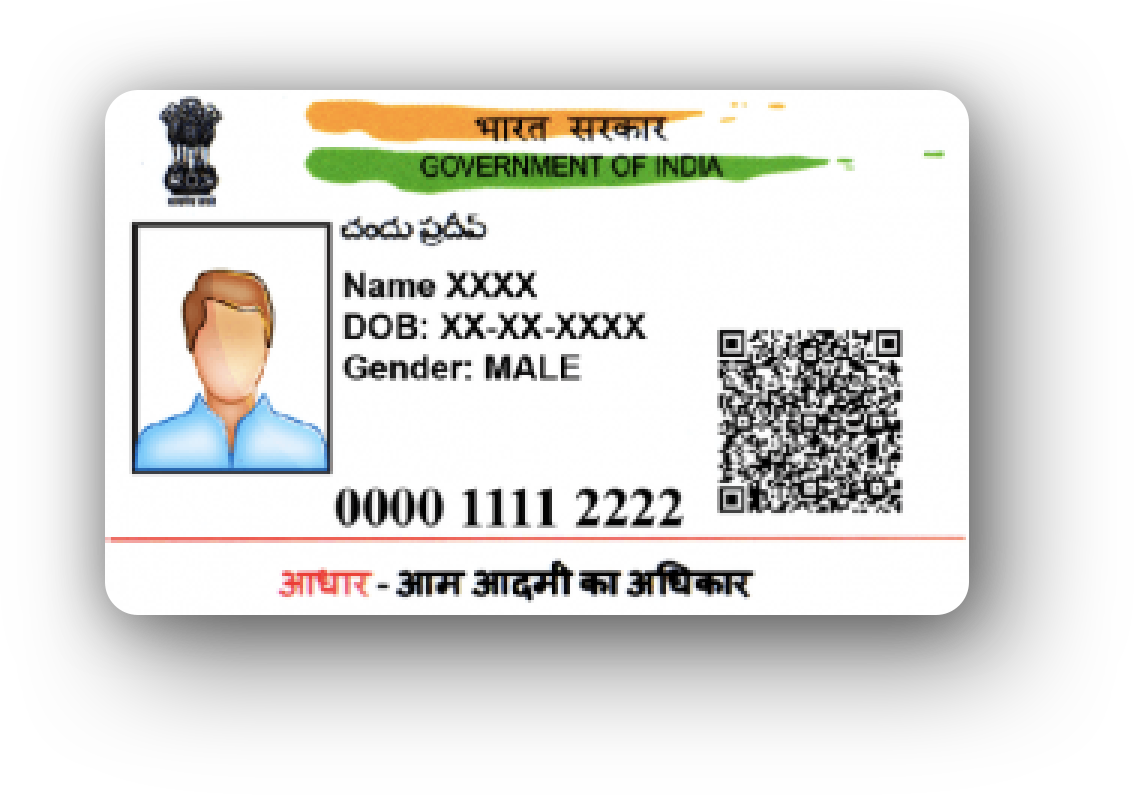 भारत सरकार
GOVERNMENT OF INDIA
చందు ప్రదీప్
Name XXXX
DOB: XX-XX-XXXX
Gender: MALE
0000 1111 2222
आधार - आम आदमी का अधिकार